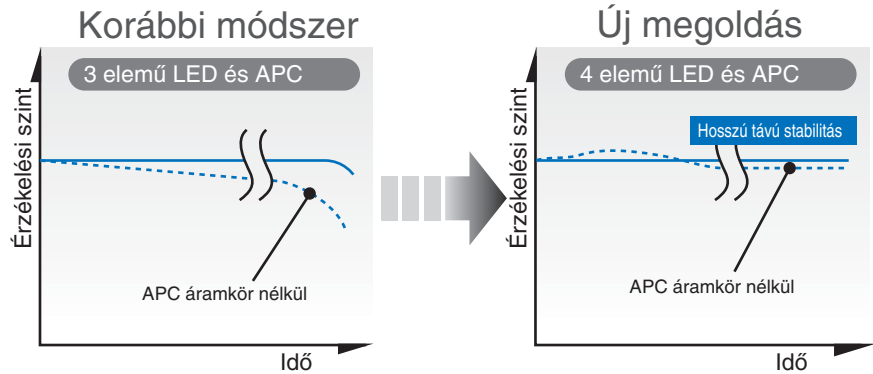 Korábbi módszer
3 elemű LED és APC
Érzékelési szint
APC áramkör nélkül
Idő
Új megoldás
4 elemű LED és APC
Hosszú távú stabilitás
Érzékelési szint
APC áramkör nélkül
Idő